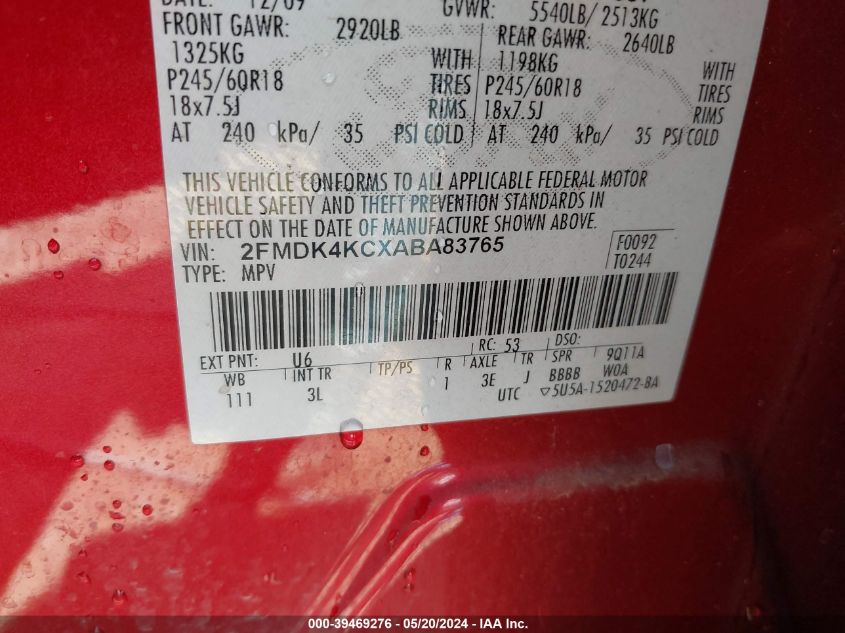 DATE: 12/09
GVWR: 5540LB/ 2513KG
FRONT GAWR: 2920LB REAR GAWR: 2640LB
1325KG WITH 1198KG WITH
P245/60R18 TIRES P245/60R18 TIRES
18x7.5J RIMS 18x7.5J RIMS
AT 240 kPa/ 35 PSI COLD AT 240 kPa/ 35 PSI COLD
THIS VEHICLE CONFORMS TO ALL APPLICABLE FEDERAL MOTOR
VEHICLE SAFETY AND THEFT PREVENTION STANDARDS IN
EFFECT ON THE DATE OF MANUFACTURE SHOWN ABOVE.
VIN: 2FMDK4KCXABA83765 F0092
TYPE: MPV T0244
EXT PNT: U6 RC: 53 DSO:
WB INT TR TP/PS R AXLE TR SPR 9Q11A
111 3L 1 3E J BBBB WOA
UTC ▽5U5A-1520472-BA
000-39469276 / 05/20/2024 - IAA Inc.